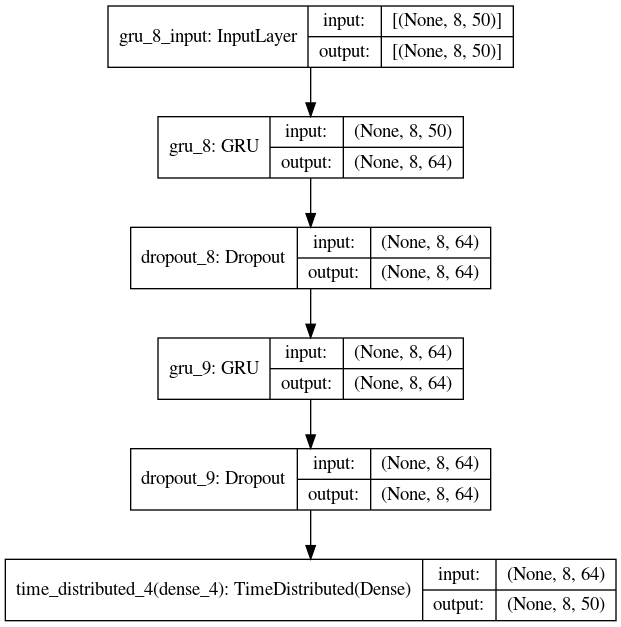 gru_8_input: InputLayer
input: [(None, 8, 50)]
output: [(None, 8, 50)]
gru_8: GRU
input: (None, 8, 50)
output: (None, 8, 64)
dropout_8: Dropout
input: (None, 8, 64)
output: (None, 8, 64)
gru_9: GRU
input: (None, 8, 64)
output: (None, 8, 64)
dropout_9: Dropout
input: (None, 8, 64)
output: (None, 8, 64)
time_distributed_4(dense_4): TimeDistributed(Dense)
input: (None, 8, 64)
output: (None, 8, 50)